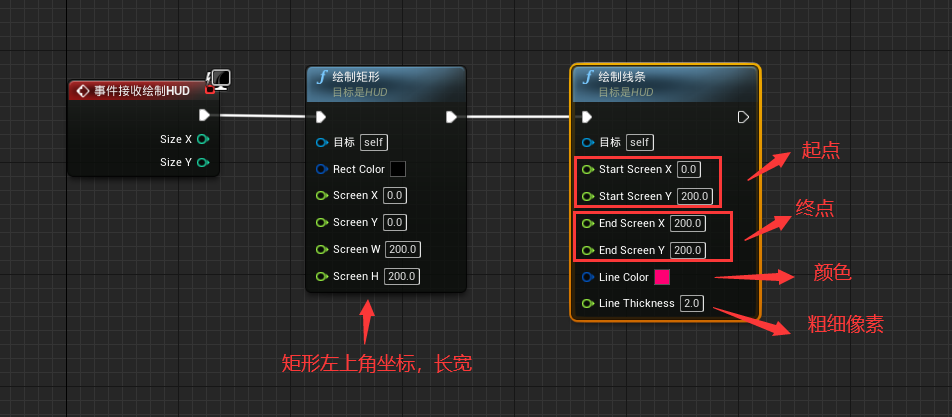 事件接收绘制HUD
Size X
Size Y
绘制矩形
目标是HUD
目标 self
Rect Color
Screen X 0.0
Screen Y 0.0
Screen W 200.0
Screen H 200.0
矩形左上角坐标，长宽
绘制线条
目标是HUD
目标 self
Start Screen X 0.0
Start Screen Y 200.0
End Screen X 200.0
End Screen Y 200.0
Line Color
Line Thickness 2.0
起点
终点
颜色
粗细像素